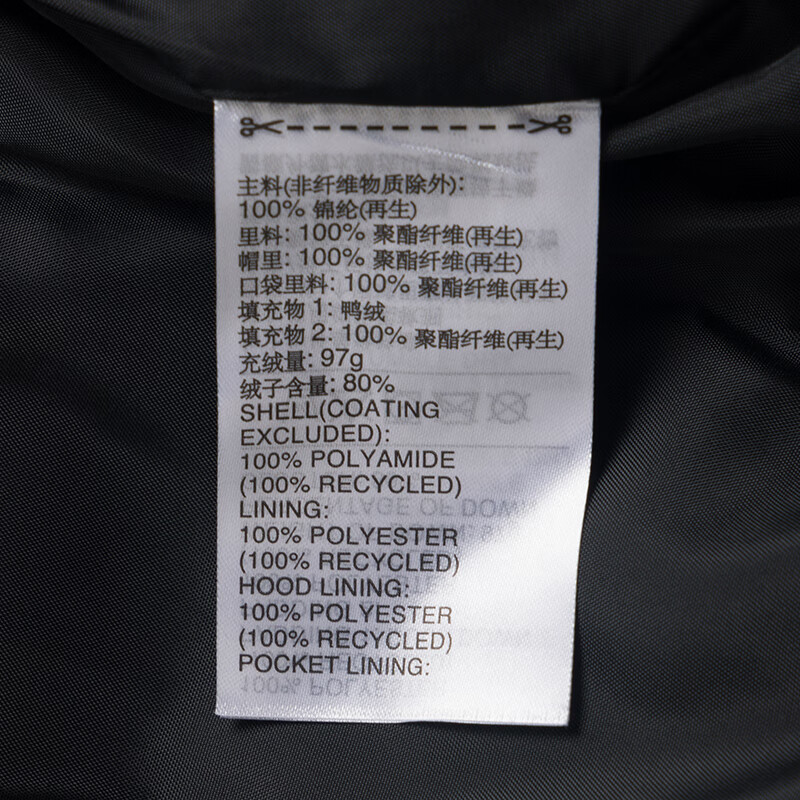 主料(非纤维物质除外):
100% 锦纶(再生)
里料: 100% 聚酯纤维(再生)
帽里: 100% 聚酯纤维(再生)
口袋里料: 100% 聚酯纤维(再生)
填充物 1: 鸭绒
填充物 2: 100% 聚酯纤维(再生)
充绒量: 97g
绒子含量: 80%
SHELL(COATING
EXCLUDED):
100% POLYAMIDE
(100% RECYCLED)
LINING:
100% POLYESTER
(100% RECYCLED)
HOOD LINING:
100% POLYESTER
(100% RECYCLED)
POCKET LINING: